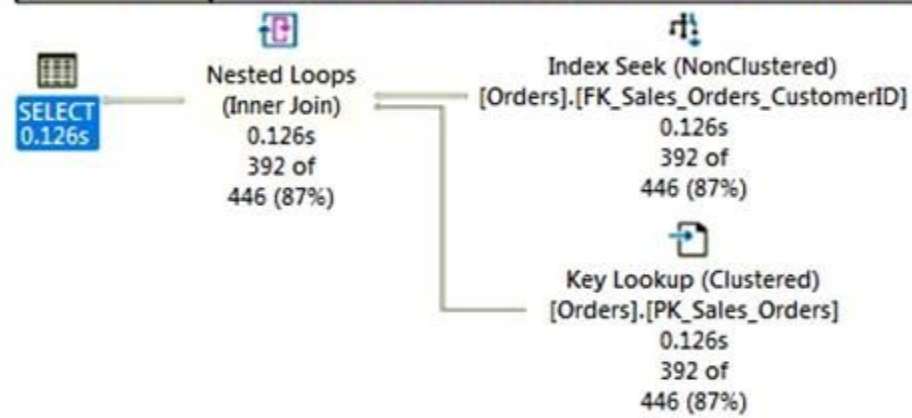 SELECT
0.126s
Nested Loops
(Inner Join)
0.126s
392 of
446 (87%)
Index Seek (NonClustered)
[Orders].[FK_Sales_Orders_CustomerID]
0.126s
392 of
446 (87%)
Key Lookup (Clustered)
[Orders].[PK_Sales_Orders]
0.126s
392 of
446 (87%)